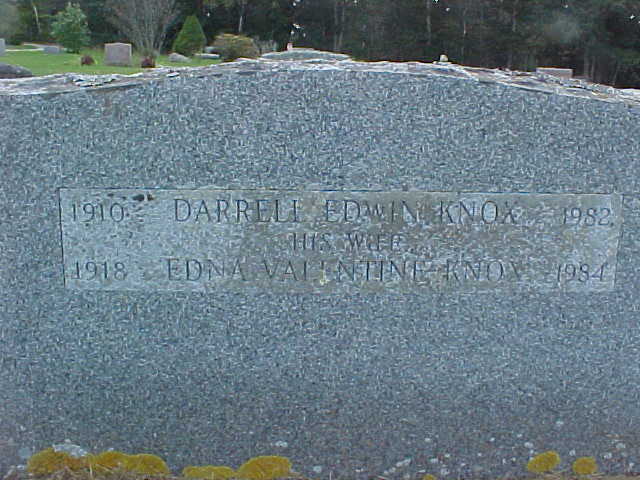 1910 DARRELL EDWIN KNOX 1982
HIS WIFE
1918 EDNA VALENTINE KNOX 1984